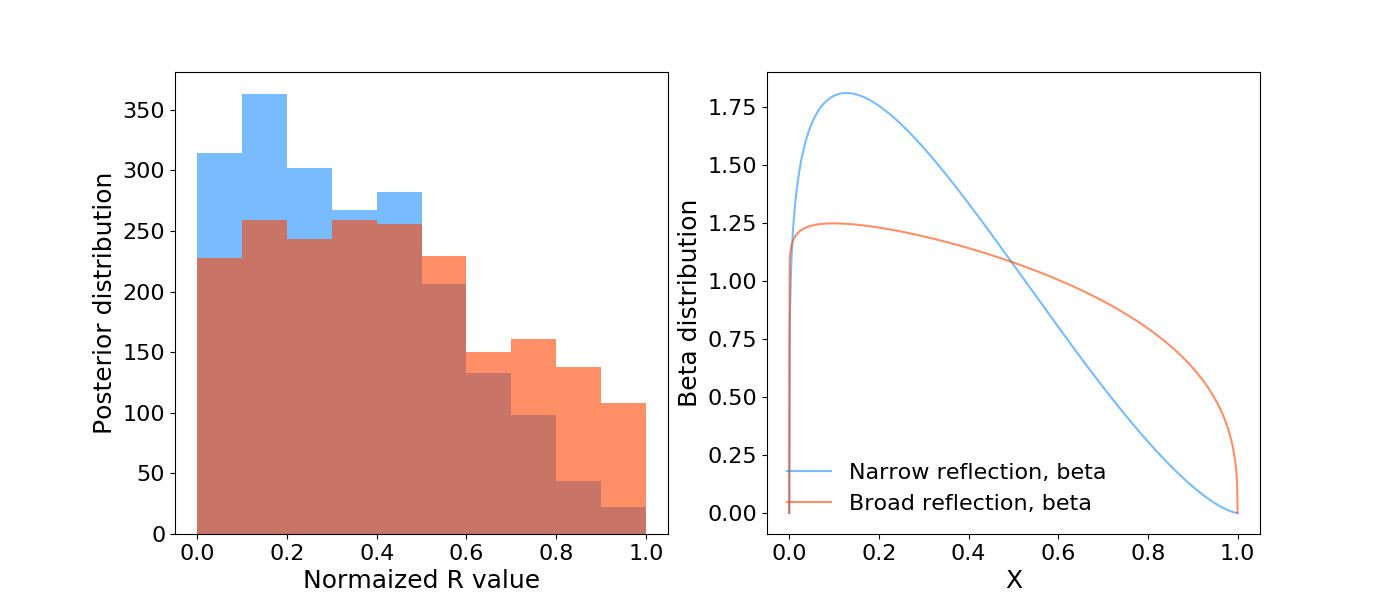 Posterior distribution
350
300
250
200
150
100
50
0
0.0 0.2 0.4 0.6 0.8 1.0
Normaized R value
Beta distribution
1.75
1.50
1.25
1.00
0.75
0.50
0.25
0.00
Narrow reflection, beta
Broad reflection, beta
0.0 0.2 0.4 0.6 0.8 1.0
X